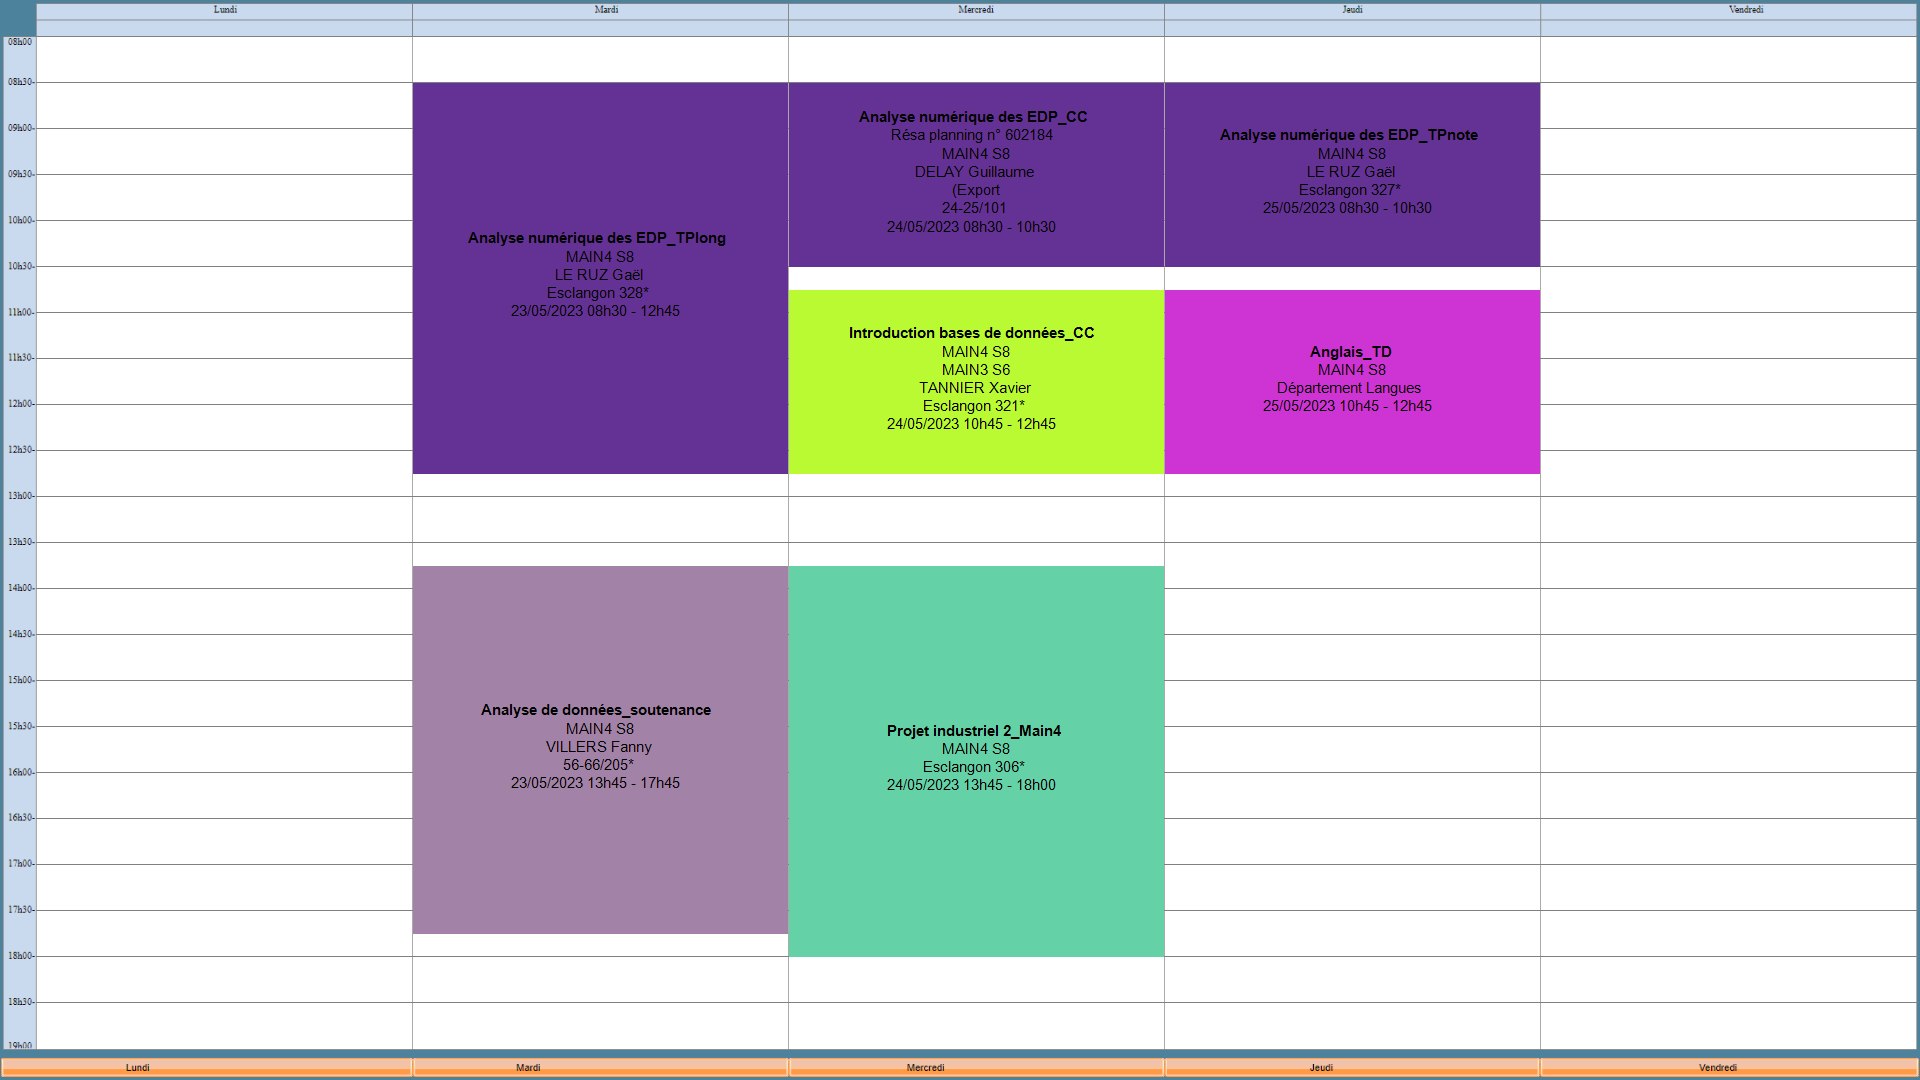 Lundi Mardi Mercredi Jeudi Vendredi
08h00
08h30
09h00
09h30
10h00
10h30
11h00
11h30
12h00
12h30
13h00
13h30
14h00
14h30
15h00
15h30
16h00
16h30
17h00
17h30
18h00
18h30
19h00
Analyse numérique des EDP_TPlong
MAIN4 S8
LE RUZ Gaël
Esclangon 328*
23/05/2023 08h30 - 12h45
Analyse de données_soutenance
MAIN4 S8
VILLERS Fanny
56-66/205*
23/05/2023 13h45 - 17h45
Analyse numérique des EDP_CC
Résa planning n° 602184
MAIN4 S8
DELAY Guillaume
(Export
24-25/101
24/05/2023 08h30 - 10h30
Introduction bases de données_CC
MAIN4 S8
MAIN3 S6
TANNIER Xavier
Esclangon 321*
24/05/2023 10h45 - 12h45
Projet industriel 2_Main4
MAIN4 S8
Esclangon 306*
24/05/2023 13h45 - 18h00
Analyse numérique des EDP_TPnote
MAIN4 S8
LE RUZ Gaël
Esclangon 327*
25/05/2023 08h30 - 10h30
Anglais_TD
MAIN4 S8
Département Langues
25/05/2023 10h45 - 12h45
Lundi Mardi Mercredi Jeudi Vendredi